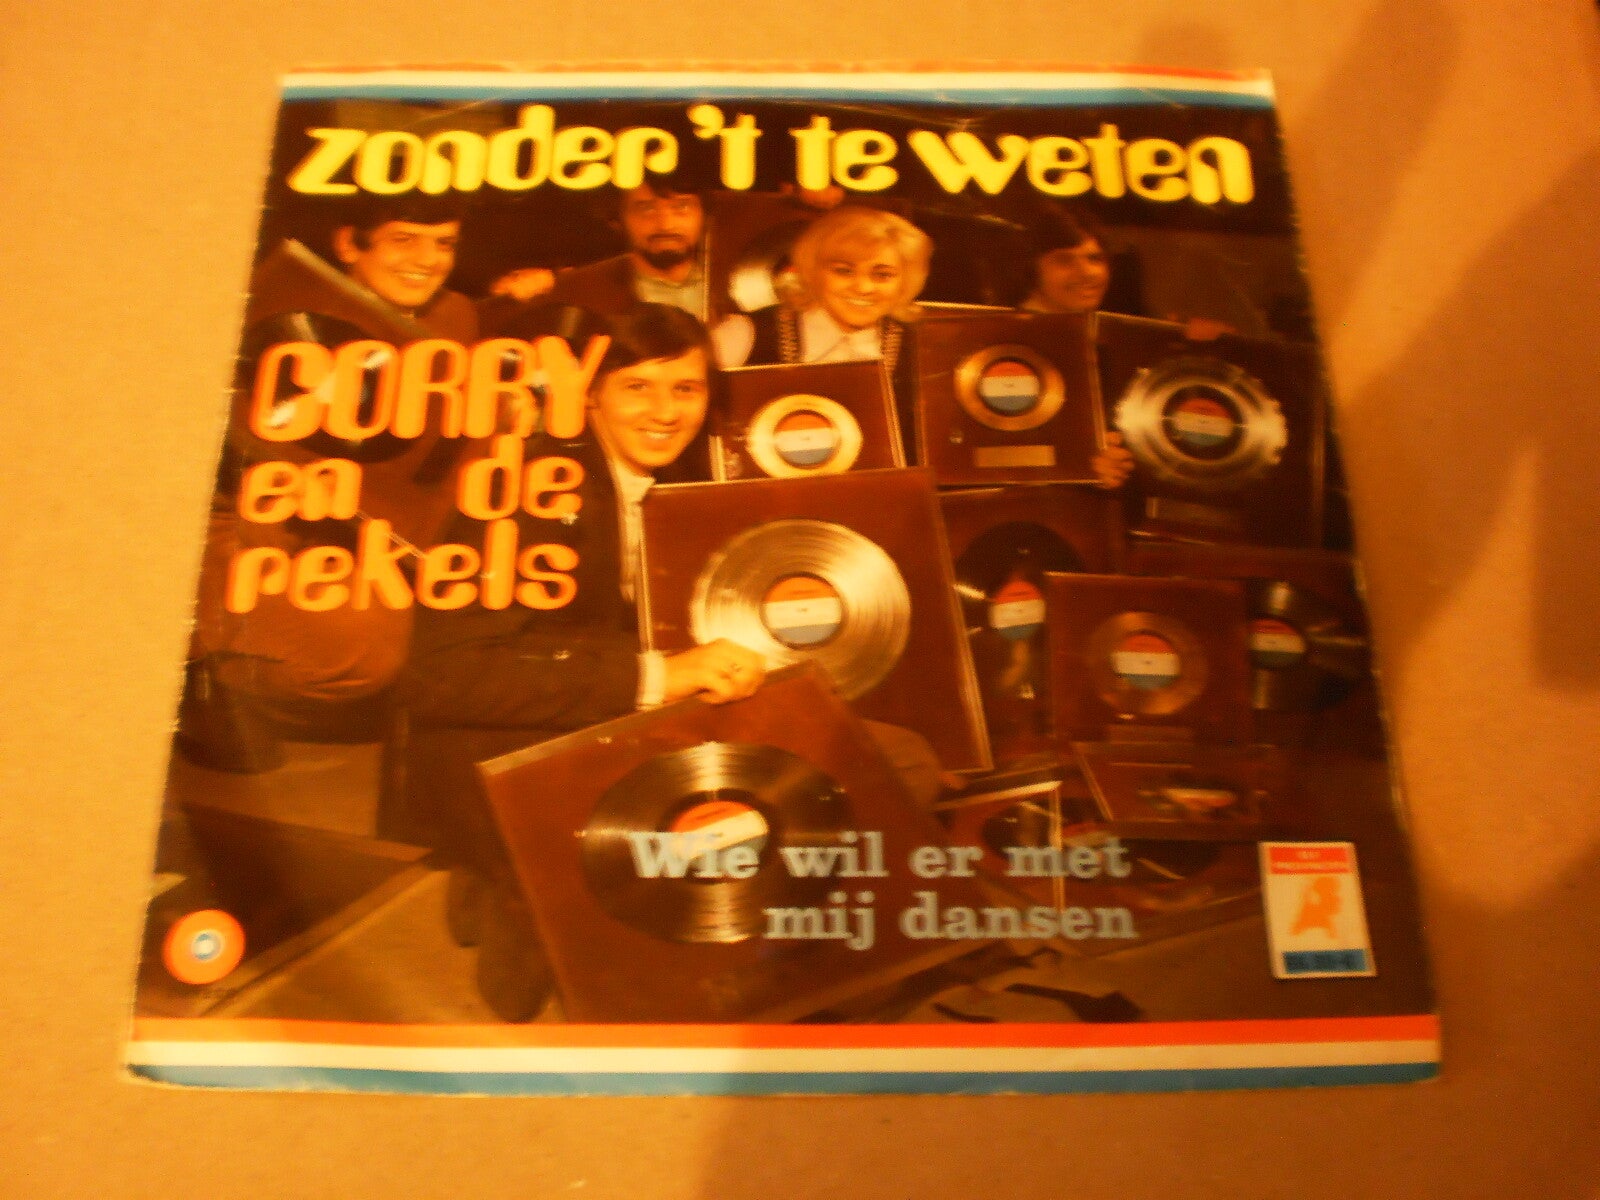 zonder 't te weten
CORRY
en de
rekels
Wie wil er met
mij dansen